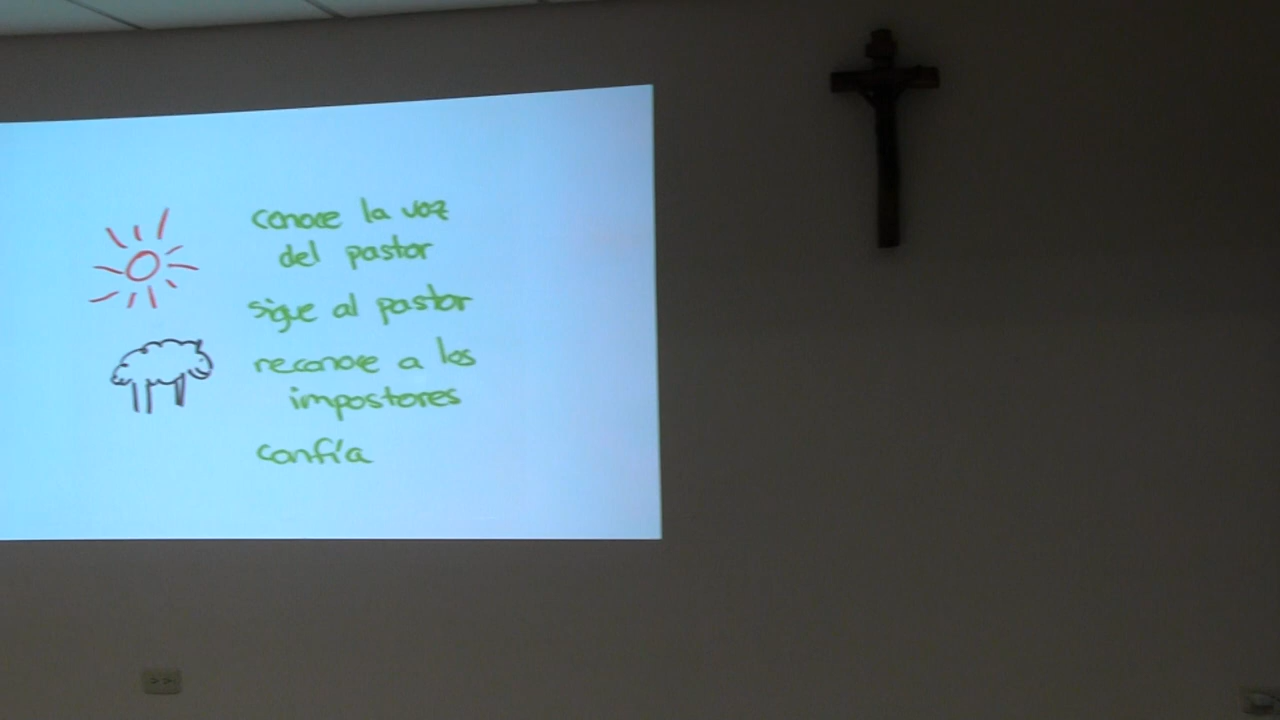 conoce la voz
del pastor
sigue al pastor
reconoce a los
impostores
confía